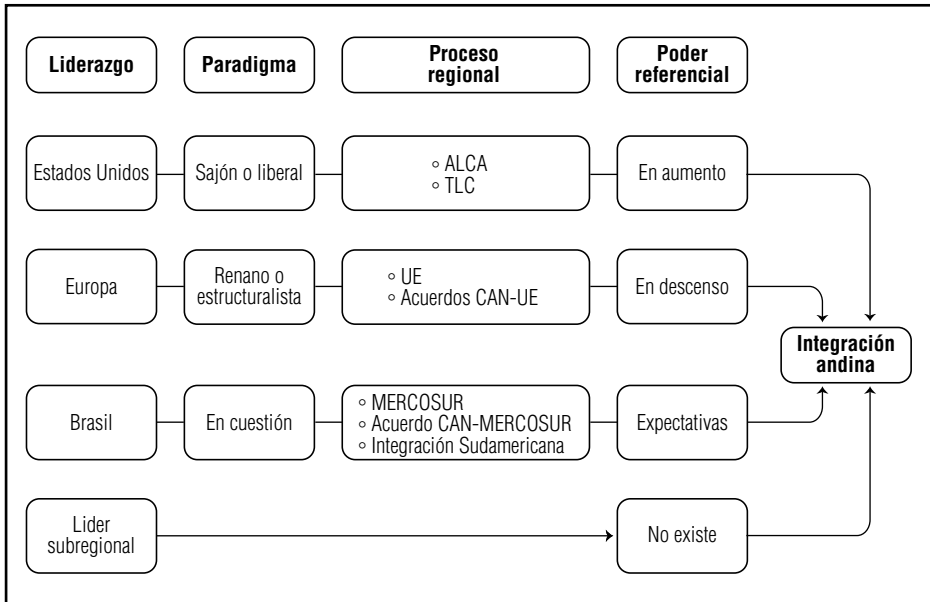 Liderazgo
Paradigma
Proceso
regional
Poder
referencial
Estados Unidos
Sajón o liberal
° ALCA
° TLC
En aumento
Europa
Renano o
estructuralista
° UE
° Acuerdos CAN-UE
En descenso
Integración
andina
Brasil
En cuestión
° MERCOSUR
° Acuerdo CAN-MERCOSUR
° Integración Sudamericana
Expectativas
Lider
subregional
No existe